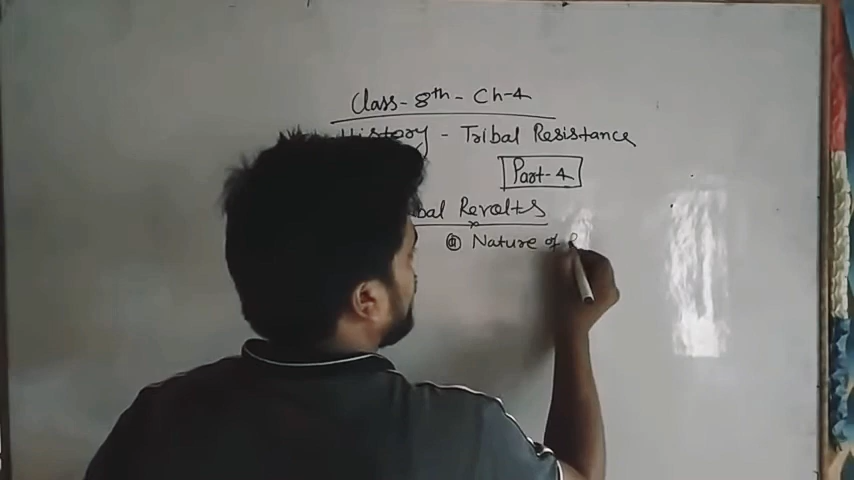 Class-8th-Ch-4
History - Tribal Resistance
Part-4
Revolts
(a) Nature of